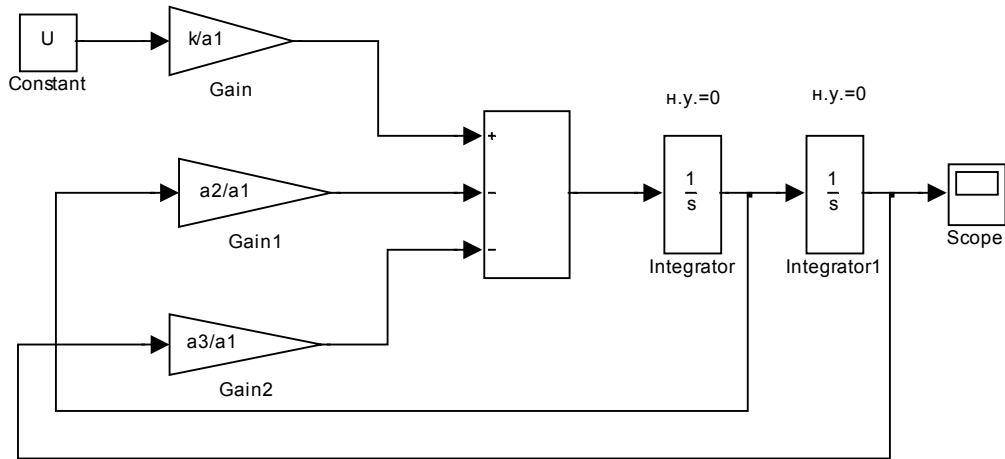 U
Constant
k/a1
Gain
a2/a1
Gain1
a3/a1
Gain2
+
−
−
н.у.=0
1
s
Integrator
н.у.=0
1
s
Integrator1
Scope